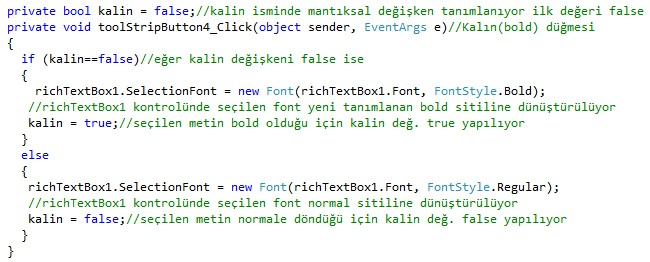 private bool kalin = false;//kalın isminde mantıksal değişken tanımlanıyor ilk değeri false
private void toolStripButton4_Click(object sender, EventArgs e)//Kalın(bold) düğmesi
{
if (kalin==false)//eğer kalin değişkeni false ise
{
richTextBox1.SelectionFont = new Font(richTextBox1.Font, FontStyle.Bold);
//richTextBox1 kontrolünde seçilen font yeni tanımlanan bold sitiline dünüştürülüyor
kalin = true;//seçilen metin bold olduğu için kalin değ. true yapılıyor
}
else
{
richTextBox1.SelectionFont = new Font(richTextBox1.Font, FontStyle.Regular);
//richTextBox1 kontrolünde seçilen font normal sitiline dünüştürülüyor
kalin = false;//seçilen metin normale döndüğü için kalin değ. false yapılıyor
}
}